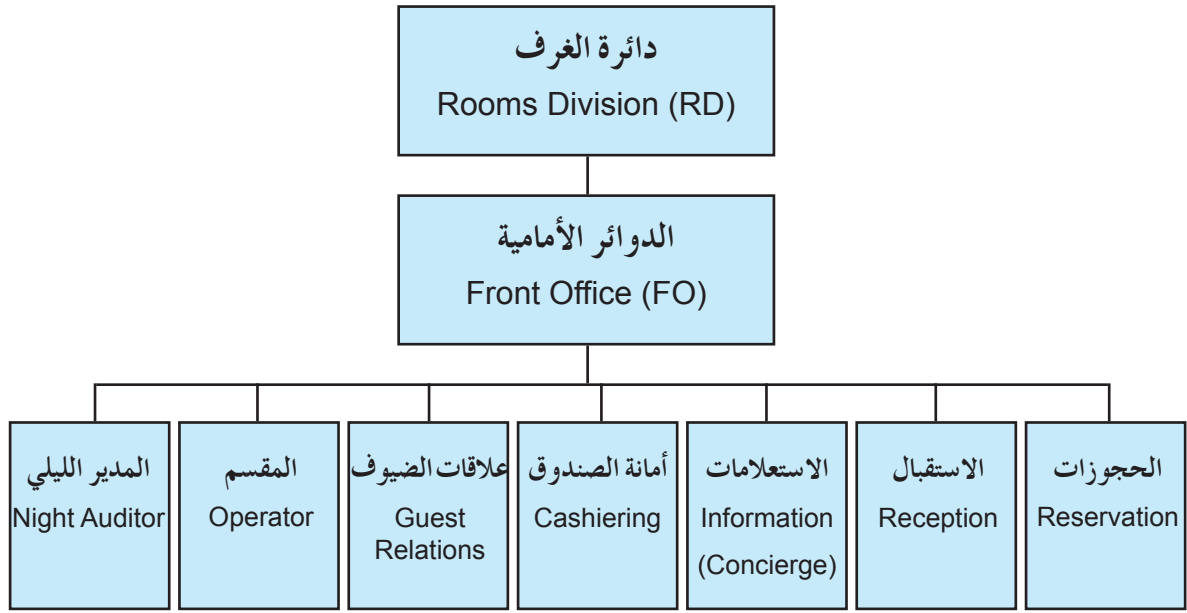 دائرة الغرف
Rooms Division (RD)
الدوائر الأمامية
Front Office (FO)
الحجوزات
Reservation
الاستقبال
Reception
الاستعلامات
Information
(Concierge)
أمانة الصندوق
Cashiering
علاقات الضيوف
Guest
Relations
المقسم
Operator
المدير الليلي
Night Auditor